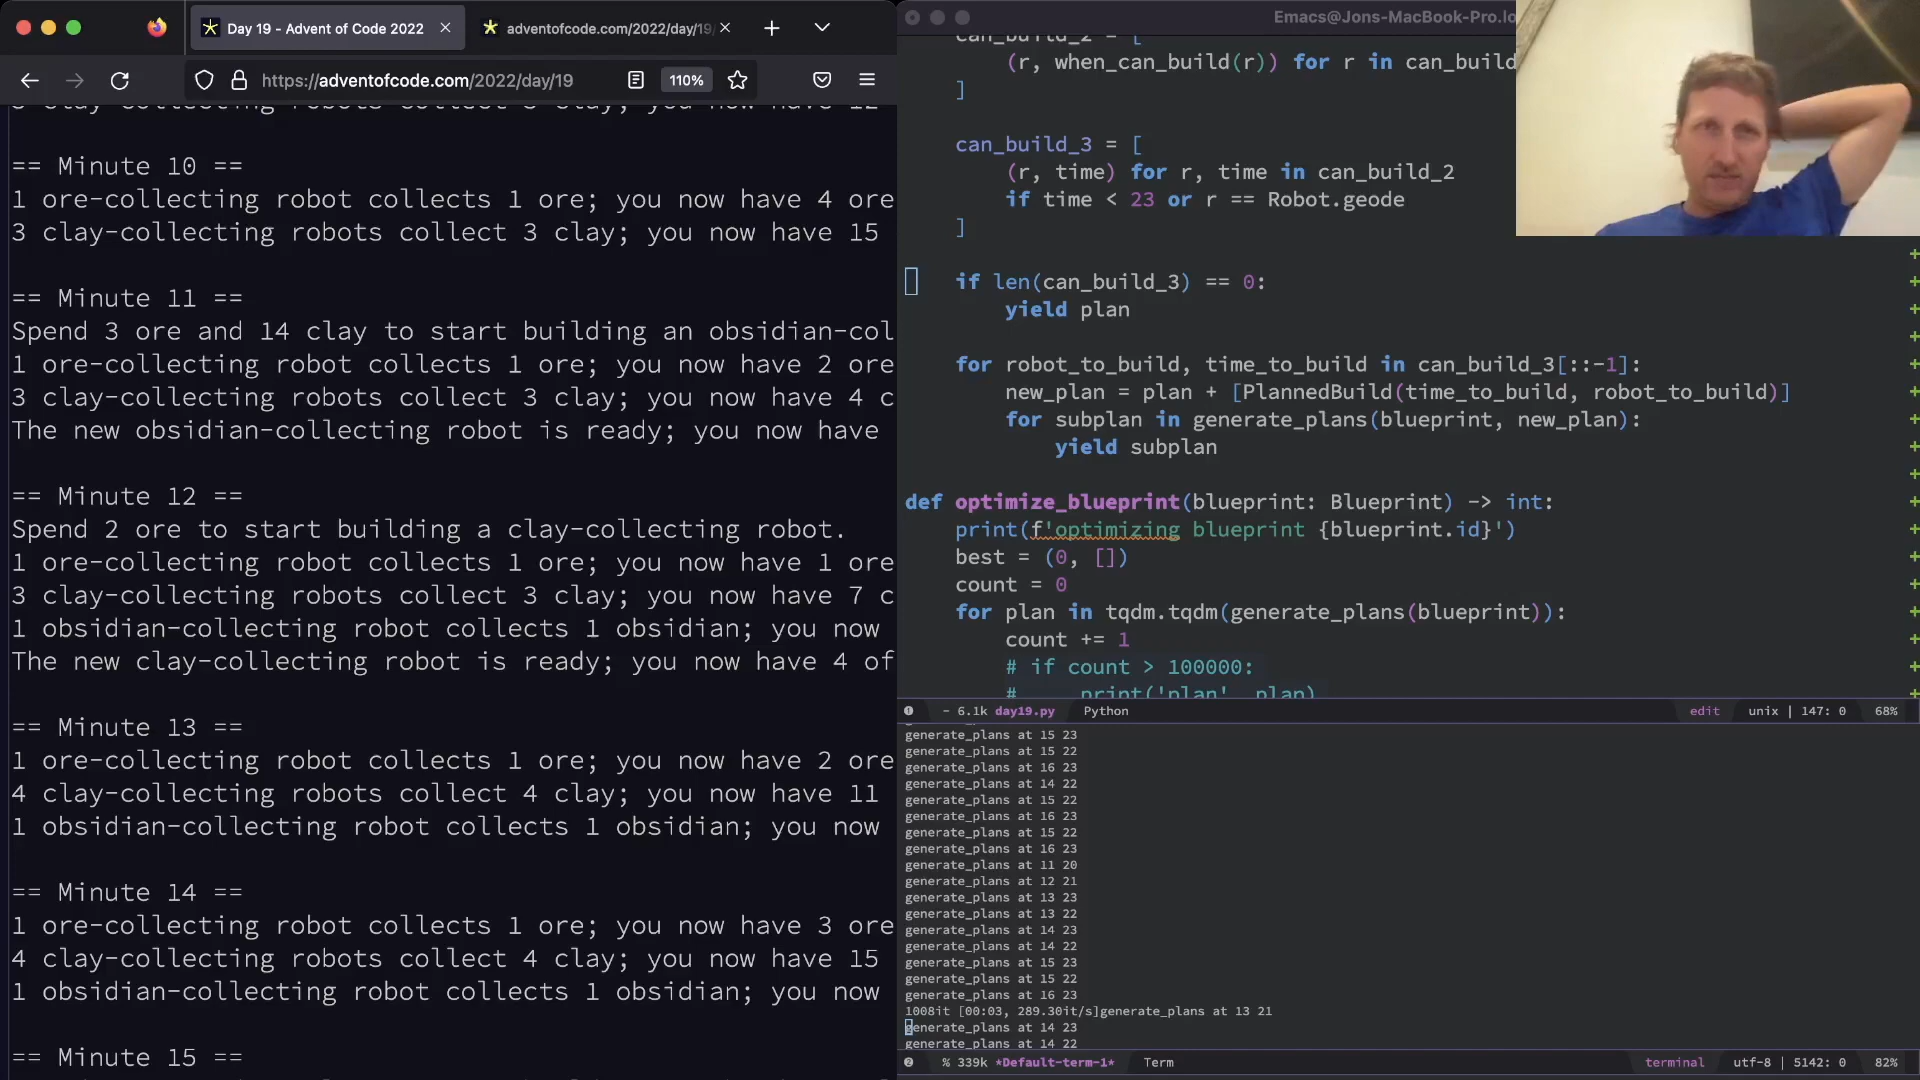 Day 19 - Advent of Code 2022
adventofcode.com/2022/day/19
https://adventofcode.com/2022/day/19
110%
3 clay-collecting robots collect 3 clay; you now have 12
== Minute 10 ==
1 ore-collecting robot collects 1 ore; you now have 4 ore
3 clay-collecting robots collect 3 clay; you now have 15
== Minute 11 ==
Spend 3 ore and 14 clay to start building an obsidian-col
1 ore-collecting robot collects 1 ore; you now have 2 ore
3 clay-collecting robots collect 3 clay; you now have 4 c
The new obsidian-collecting robot is ready; you now have
== Minute 12 ==
Spend 2 ore to start building a clay-collecting robot.
1 ore-collecting robot collects 1 ore; you now have 1 ore
3 clay-collecting robots collect 3 clay; you now have 7 c
1 obsidian-collecting robot collects 1 obsidian; you now
The new clay-collecting robot is ready; you now have 4 of
== Minute 13 ==
1 ore-collecting robot collects 1 ore; you now have 2 ore
4 clay-collecting robots collect 4 clay; you now have 11
1 obsidian-collecting robot collects 1 obsidian; you now
== Minute 14 ==
1 ore-collecting robot collects 1 ore; you now have 3 ore
4 clay-collecting robots collect 4 clay; you now have 15
1 obsidian-collecting robot collects 1 obsidian; you now
== Minute 15 ==
Emacs@Jons-MacBook-Pro.lo
can_build_2 = [
(r, when_can_build(r)) for r in can_build
]
can_build_3 = [
(r, time) for r, time in can_build_2
if time < 23 or r == Robot.geode
]
if len(can_build_3) == 0:
yield plan
for robot_to_build, time_to_build in can_build_3[::-1]:
new_plan = plan + [PlannedBuild(time_to_build, robot_to_build)]
for subplan in generate_plans(blueprint, new_plan):
yield subplan
def optimize_blueprint(blueprint: Blueprint) -> int:
print(f'optimizing blueprint {blueprint.id}')
best = (0, [])
count = 0
for plan in tqdm.tqdm(generate_plans(blueprint)):
count += 1
# if count > 100000:
# print('plan', plan)
- 6.1k day19.py Python edit unix | 147: 0 68%
generate_plans at 15 23
generate_plans at 15 22
generate_plans at 16 23
generate_plans at 14 22
generate_plans at 15 22
generate_plans at 16 23
generate_plans at 15 22
generate_plans at 16 23
generate_plans at 11 20
generate_plans at 12 21
generate_plans at 13 23
generate_plans at 13 22
generate_plans at 14 23
generate_plans at 14 22
generate_plans at 15 23
generate_plans at 15 22
generate_plans at 16 23
1008it [00:03, 289.30it/s]generate_plans at 13 21
generate_plans at 14 23
generate_plans at 14 22
% 339k *Default-term-1* Term terminal utf-8 | 5142: 0 82%